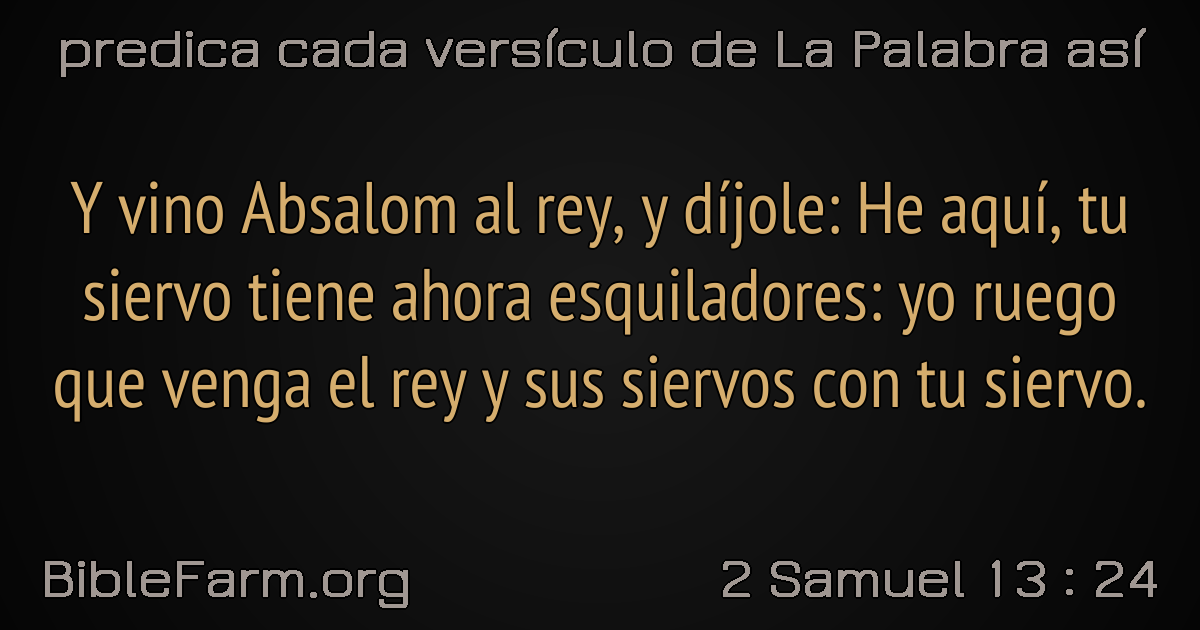 predica cada versículo de La Palabra así
Y vino Absalom al rey, y díjole: He aquí, tu
siervo tiene ahora esquiladores: yo ruego
que venga el rey y sus siervos con tu siervo.
BibleFarm.org
2 Samuel 13 : 24